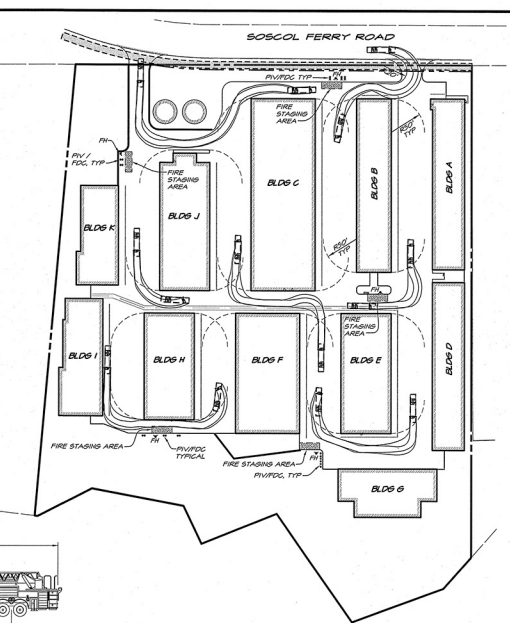 SOSCOL FERRY ROAD
PIV/FDC TYP
FH
FIRE
STAGING
AREA
R50'
TYP
FH
PIV /
FDC, TYP
FIRE
STAGING
AREA
BLDG C
BLDG B
BLDG A
BLDG K
BLDG J
R50'
TYP
FH
FIRE
STAGING
AREA
BLDG I
BLDG H
BLDG F
BLDG E
BLDG D
FIRE STAGING AREA
FH
PIV/FDC
TYPICAL
FIRE STAGING AREA
FH
PIV/FDC, TYP
BLDG G